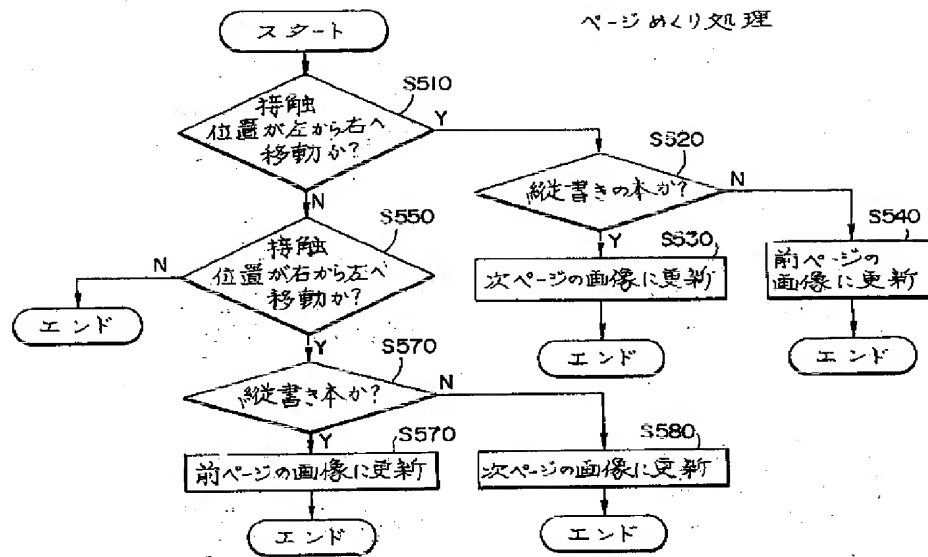 ページめくり処理
スタート
S510
接触
位置が左から右へ
移動か?
Y
N
S520
縦書きの本か?
N
Y
S530
次ページの画像に更新
エンド
S540
前ページの
画像に更新
エンド
S550
接触
位置が右から左へ
移動か?
N
エンド
Y
S570
縦書き本か?
N
Y
S570
前ページの画像に更新
エンド
S580
次ページの画像に更新
エンド